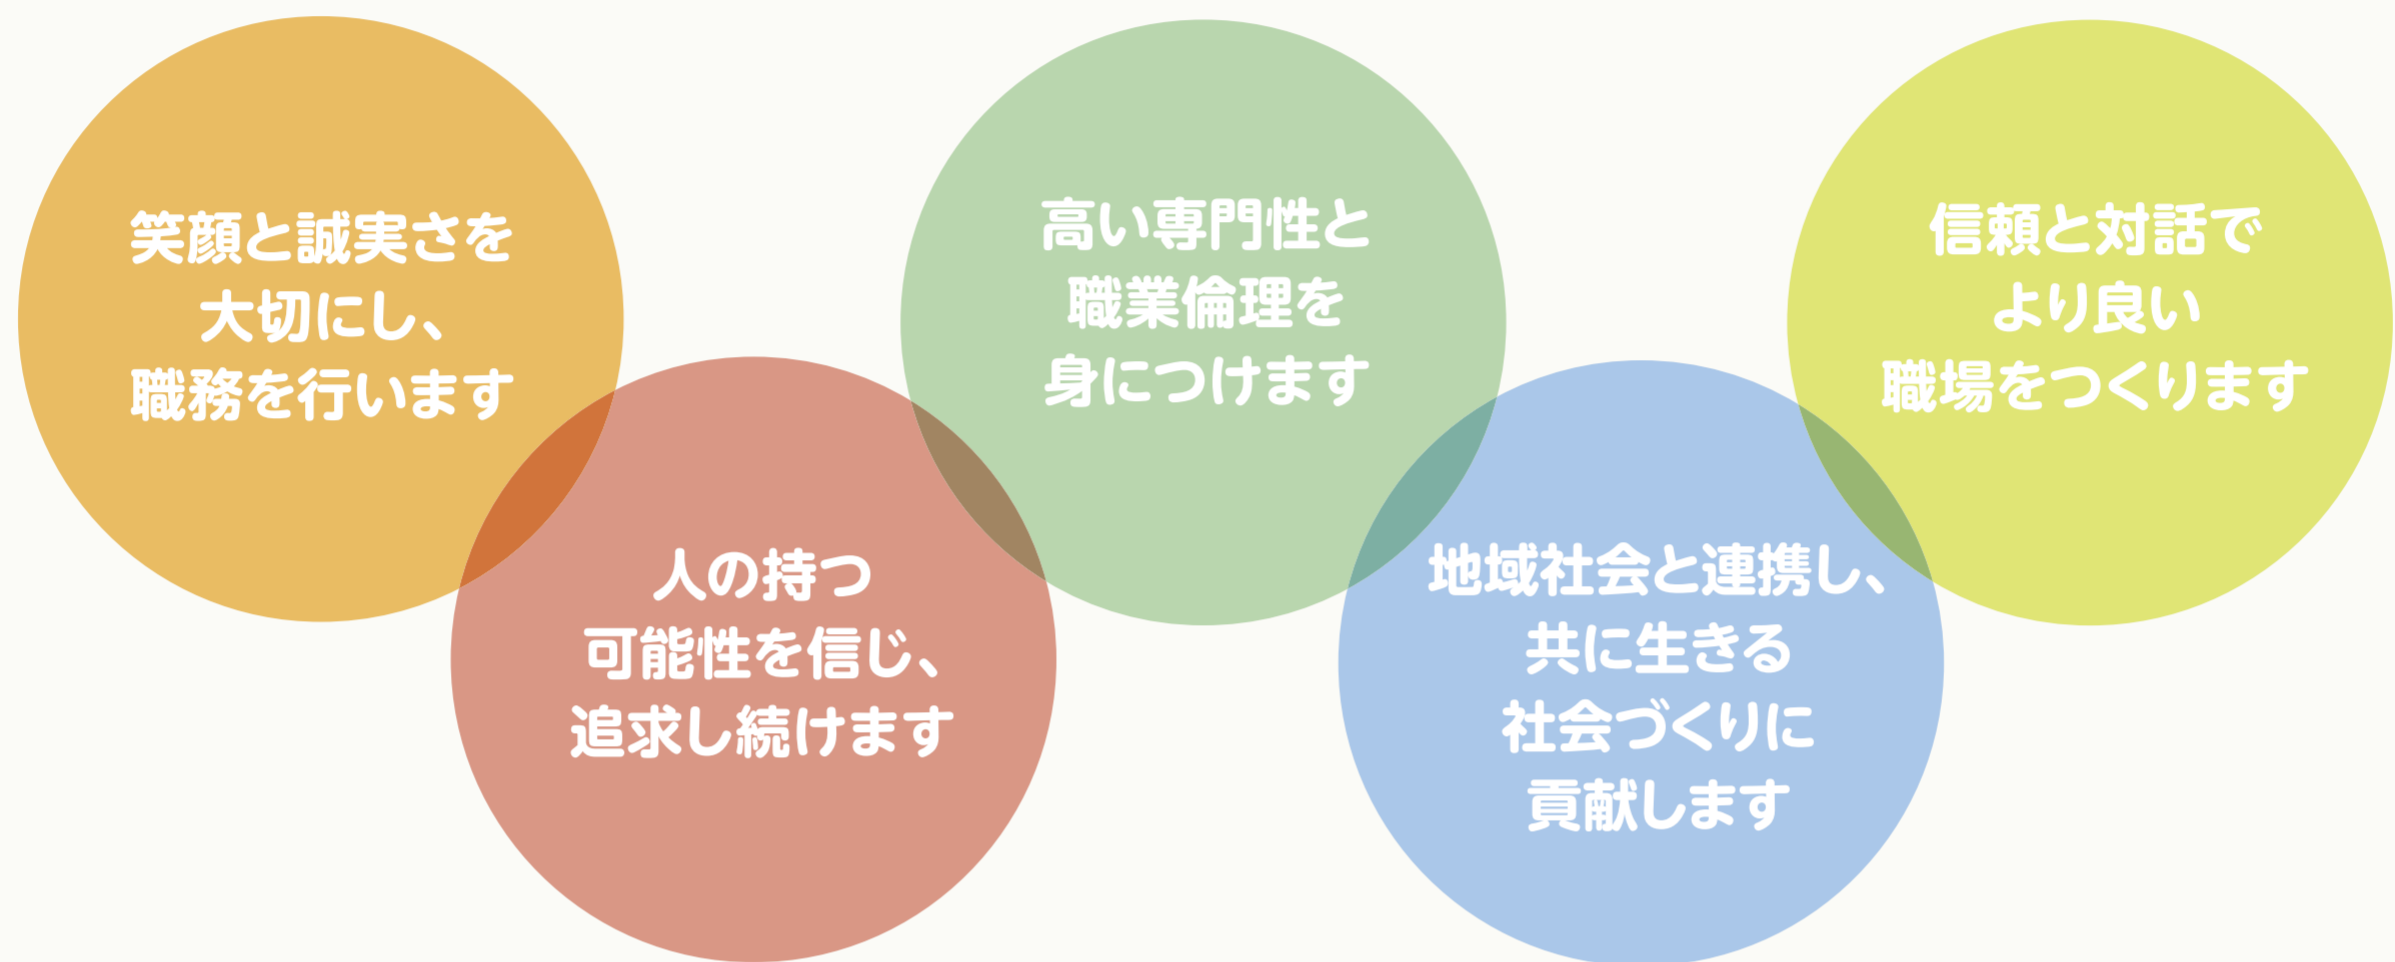 笑顔と誠実さを
大切にし、
職務を行います
人の持つ
可能性を信じ、
追求し続けます
高い専門性と
職業倫理を
身につけます
地域社会と連携し、
共に生きる
社会づくりに
貢献します
信頼と対話で
より良い
職場をつくります